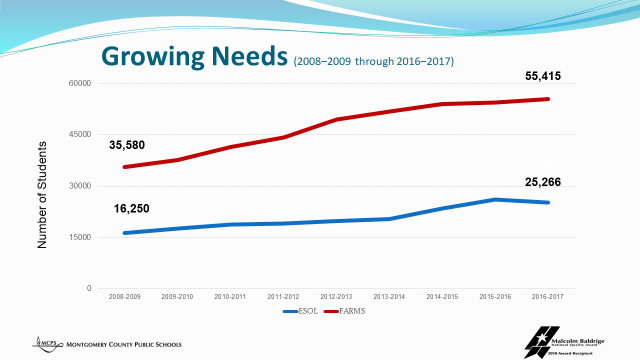 Growing Needs (2008–2009 through 2016–2017)
60000
45000
30000
15000
0
Number of Students
35,580
55,415
16,250
25,266
2008-2009 2009-2010 2010-2011 2011-2012 2012-2013 2013-2014 2014-2015 2015-2016 2016-2017
ESOL FARMS
MCPS MONTGOMERY COUNTY PUBLIC SCHOOLS
Malcolm Baldrige
National Quality Award
2010 Award Recipient